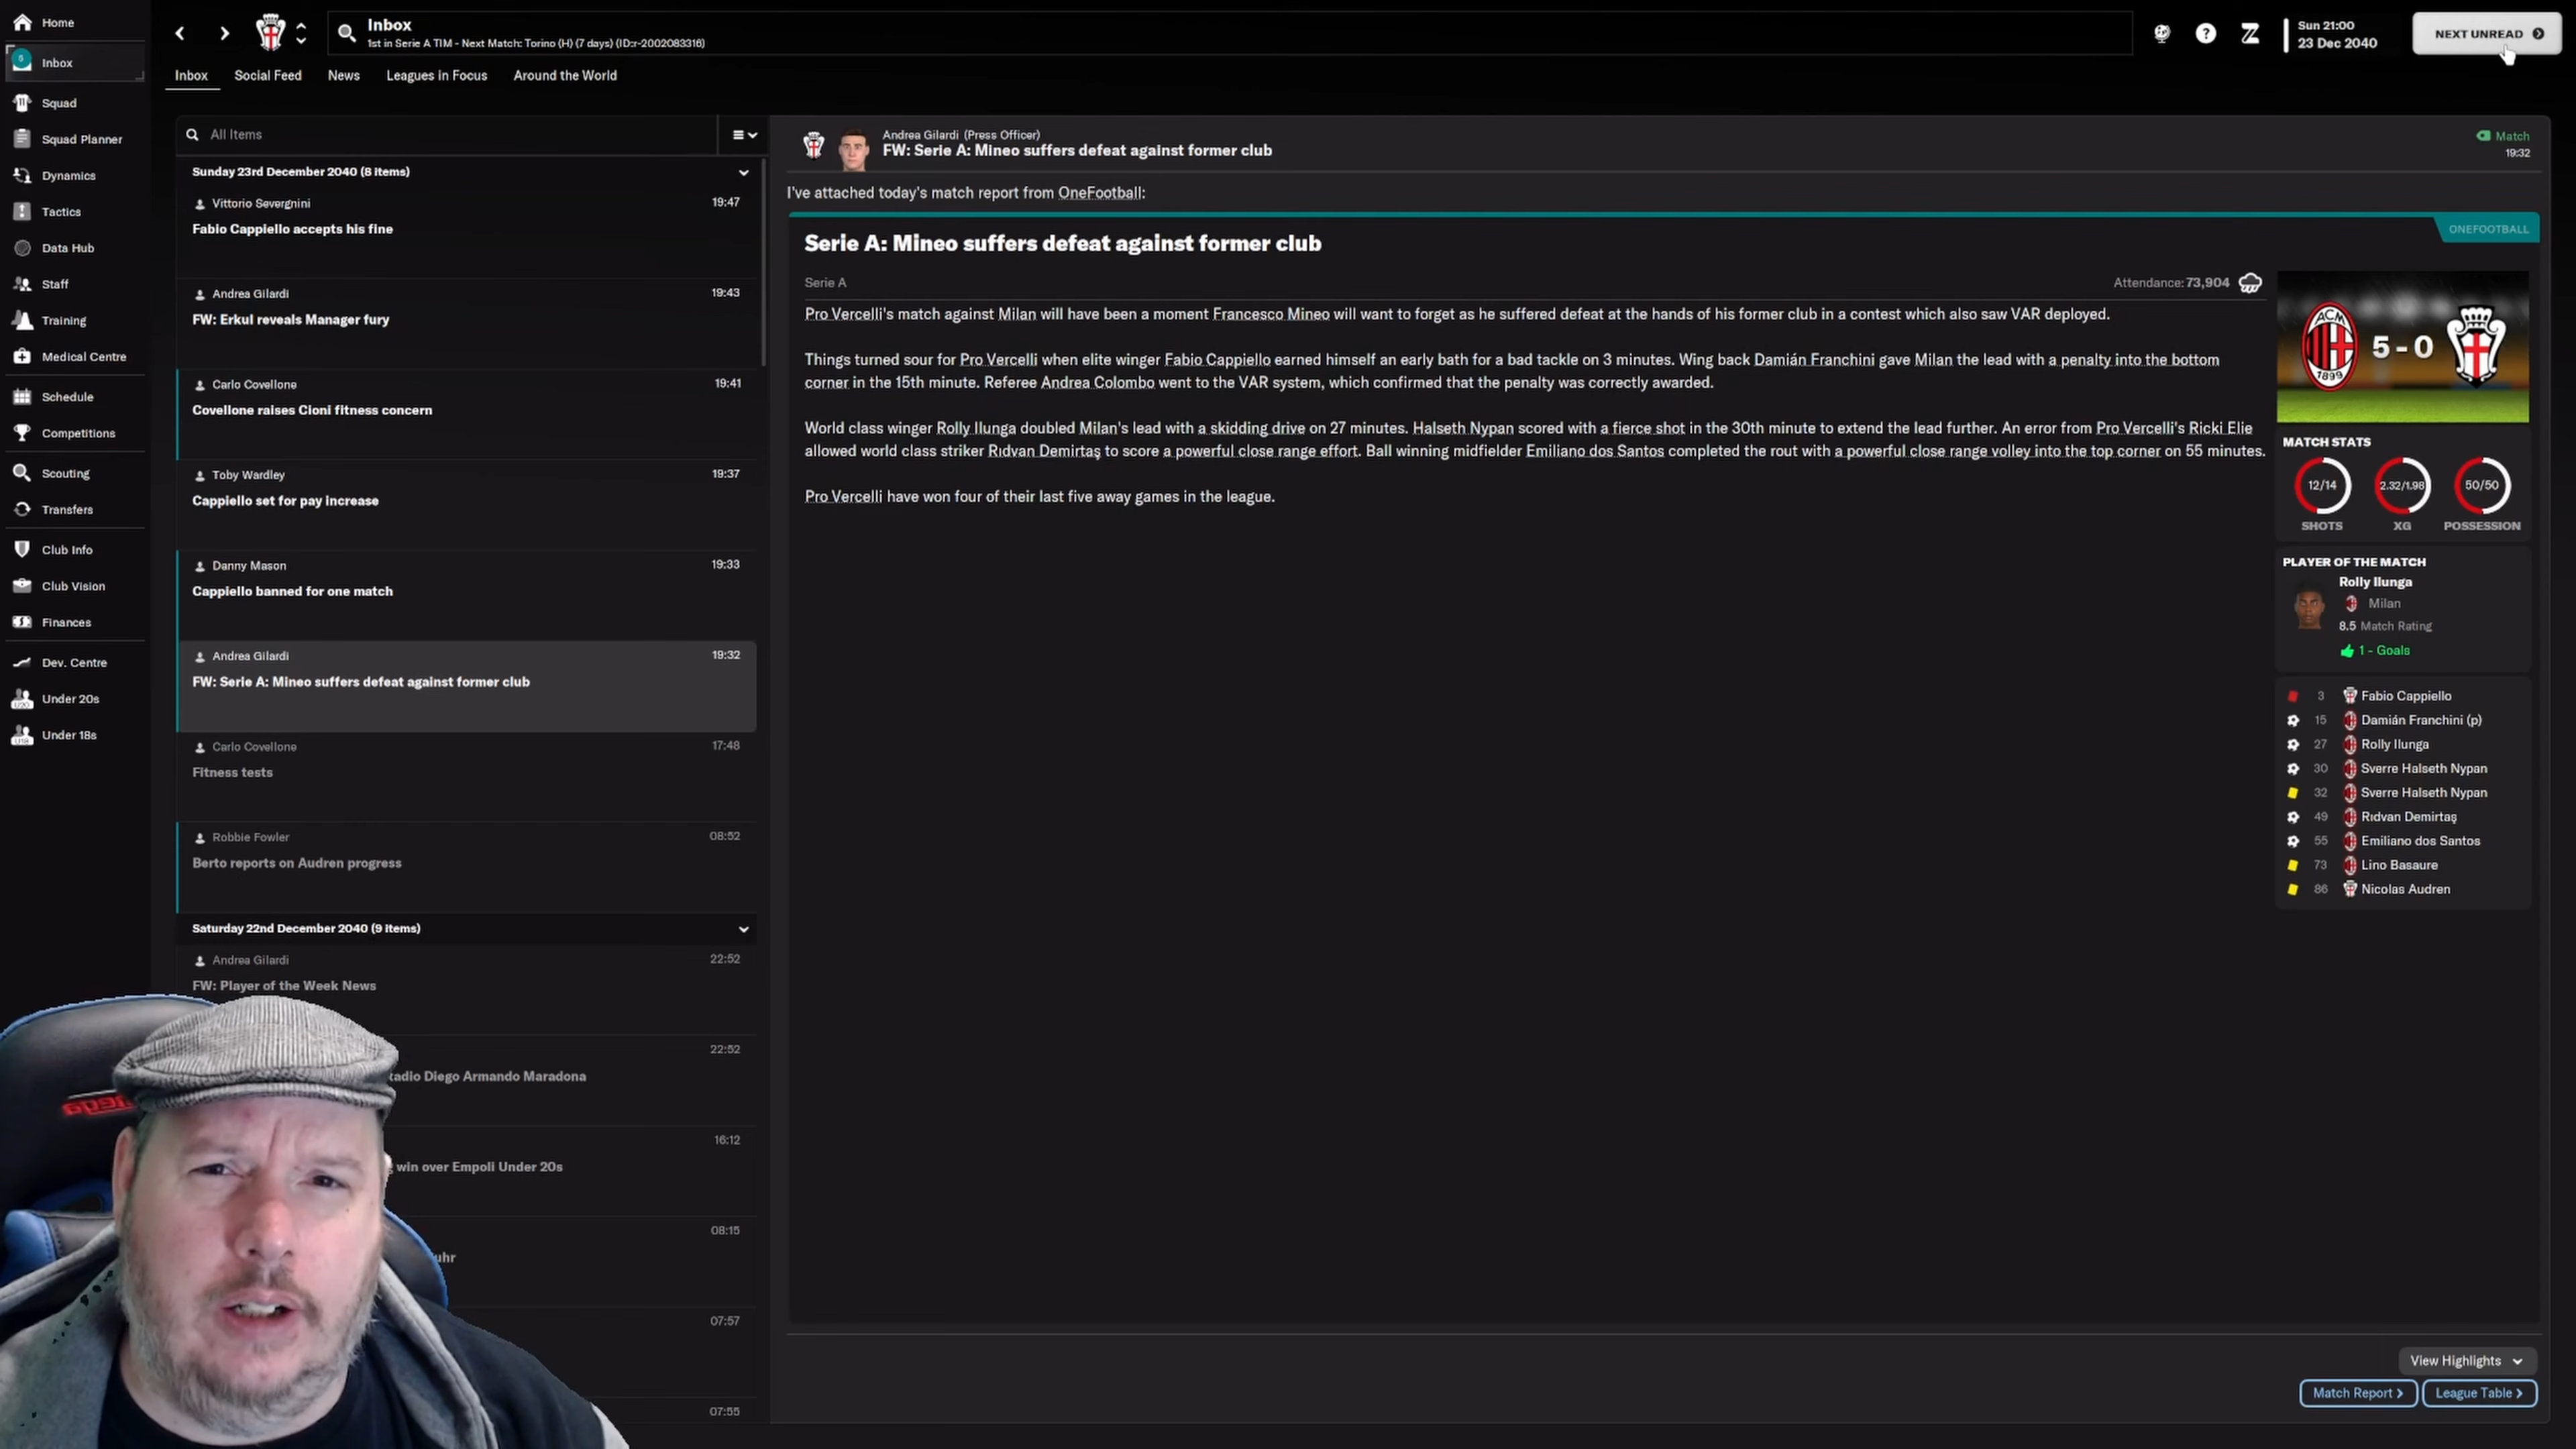 Home
Inbox
Squad
Squad Planner
Dynamics
Tactics
Data Hub
Staff
Training
Medical Centre
Schedule
Competitions
Scouting
Transfers
Club Info
Club Vision
Finances
Dev. Centre
Under 20s
Under 18s
Inbox
1st in Serie A TIM - Next Match: Torino (H) (7 days) (ID:r-2002083316)
Sun 21:00
23 Dec 2040
NEXT UNREAD
Inbox Social Feed News Leagues in Focus Around the World
All Items
Sunday 23rd December 2040 (8 items)
Vittorio Severgnini 19:47
Fabio Cappiello accepts his fine
Andrea Gilardi 19:43
FW: Erkul reveals Manager fury
Carlo Covellone 19:41
Covellone raises Cioni fitness concern
Toby Wardley 19:37
Cappiello set for pay increase
Danny Mason 19:33
Cappiello banned for one match
Andrea Gilardi 19:32
FW: Serie A: Mineo suffers defeat against former club
Carlo Covellone 17:48
Fitness tests
Robbie Fowler 08:52
Berto reports on Audren progress
Saturday 22nd December 2040 (9 items)
Andrea Gilardi 22:52
FW: Player of the Week News
22:52
tadio Diego Armando Maradona
16:12
win over Empoli Under 20s
08:15
uhr
07:57
07:55
Andrea Gilardi (Press Officer)
FW: Serie A: Mineo suffers defeat against former club
Match
19:32
I've attached today's match report from OneFootball:
ONEFOOTBALL
Serie A: Mineo suffers defeat against former club
Serie A Attendance: 73,904
Pro Vercelli's match against Milan will have been a moment Francesco Mineo will want to forget as he suffered defeat at the hands of his former club in a contest which also saw VAR deployed.
Things turned sour for Pro Vercelli when elite winger Fabio Cappiello earned himself an early bath for a bad tackle on 3 minutes. Wing back Damián Franchini gave Milan the lead with a penalty into the bottom
corner in the 15th minute. Referee Andrea Colombo went to the VAR system, which confirmed that the penalty was correctly awarded.
World class winger Rolly Ilunga doubled Milan's lead with a skidding drive on 27 minutes. Halseth Nypan scored with a fierce shot in the 30th minute to extend the lead further. An error from Pro Vercelli's Ricki Elie
allowed world class striker Rıdvan Demirtaş to score a powerful close range effort. Ball winning midfielder Emiliano dos Santos completed the rout with a powerful close range volley into the top corner on 55 minutes.
Pro Vercelli have won four of their last five away games in the league.
ACM
1899
5 - 0
MATCH STATS
12/14 2.32/1.98 50/50
SHOTS XG POSSESSION
PLAYER OF THE MATCH
Rolly Ilunga
Milan
8.5 Match Rating
1 - Goals
3 Fabio Cappiello
15 Damián Franchini (p)
27 Rolly Ilunga
30 Sverre Halseth Nypan
32 Sverre Halseth Nypan
49 Rıdvan Demirtaş
55 Emiliano dos Santos
73 Lino Basaure
86 Nicolas Audren
View Highlights
Match Report
League Table